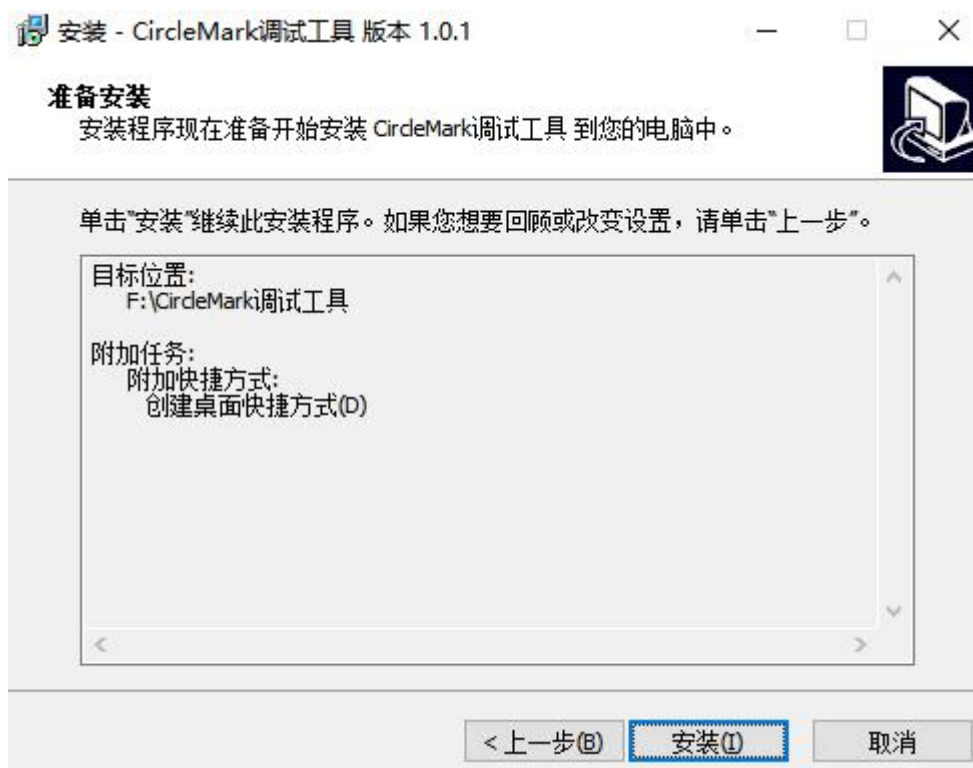 安装 - CircleMark调试工具 版本 1.0.1
准备安装
安装程序现在准备开始安装 CircleMark调试工具 到您的电脑中。
单击“安装”继续此安装程序。如果您想要回顾或改变设置，请单击“上一步”。
目标位置:
F:\CircleMark调试工具
附加任务:
附加快捷方式:
创建桌面快捷方式(D)
< 上一步(B) 安装(I) 取消